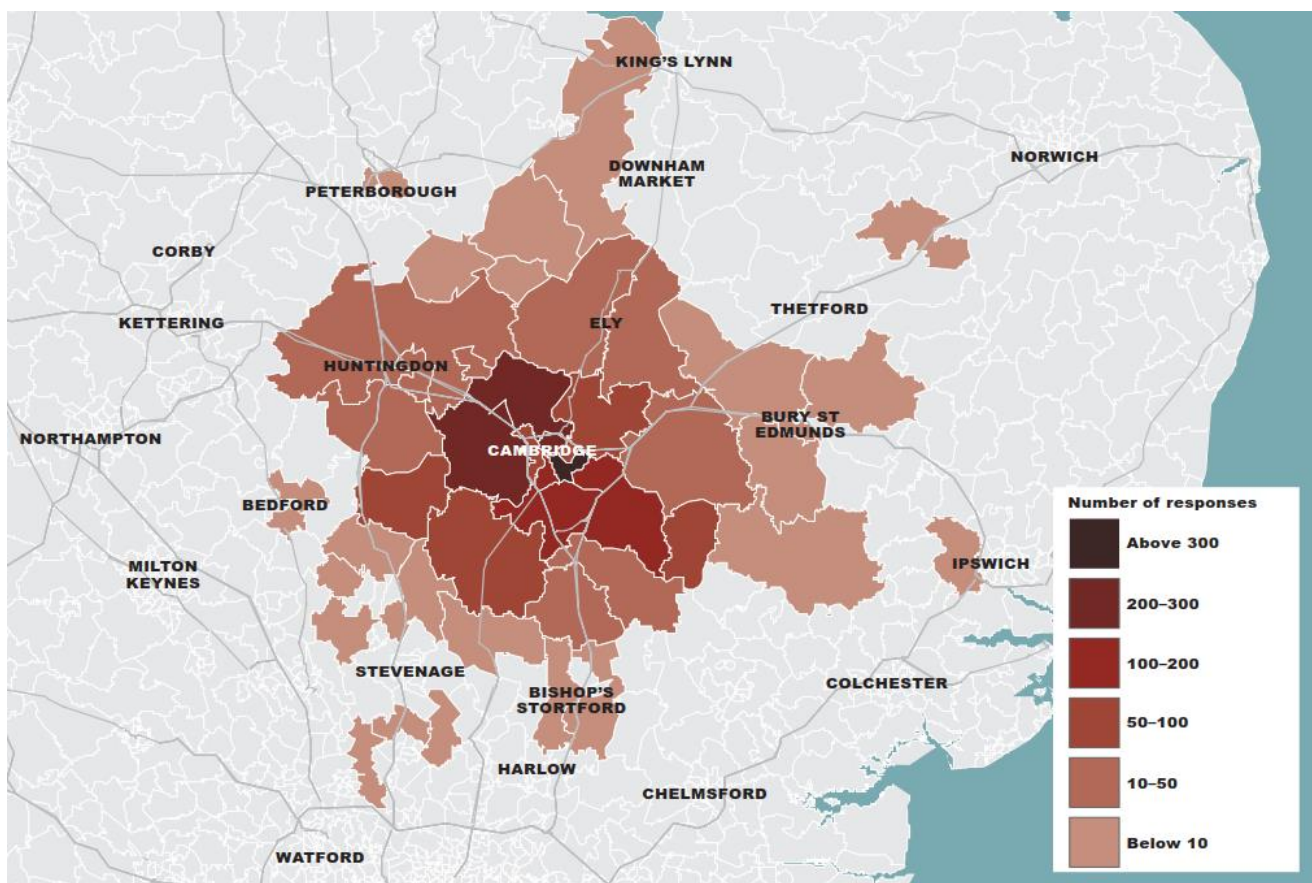 KING'S LYNN
NORWICH
DOWNHAM
MARKET
PETERBOROUGH
CORBY
THETFORD
KETTERING
ELY
HUNTINGDON
BURY ST
EDMUNDS
NORTHAMPTON
CAMBRIDGE
BEDFORD
Number of responses
Above 300
200–300
100–200
50–100
10–50
Below 10
MILTON
KEYNES
IPSWICH
STEVENAGE
COLCHESTER
BISHOP'S
STORTFORD
HARLOW
CHELMSFORD
WATFORD